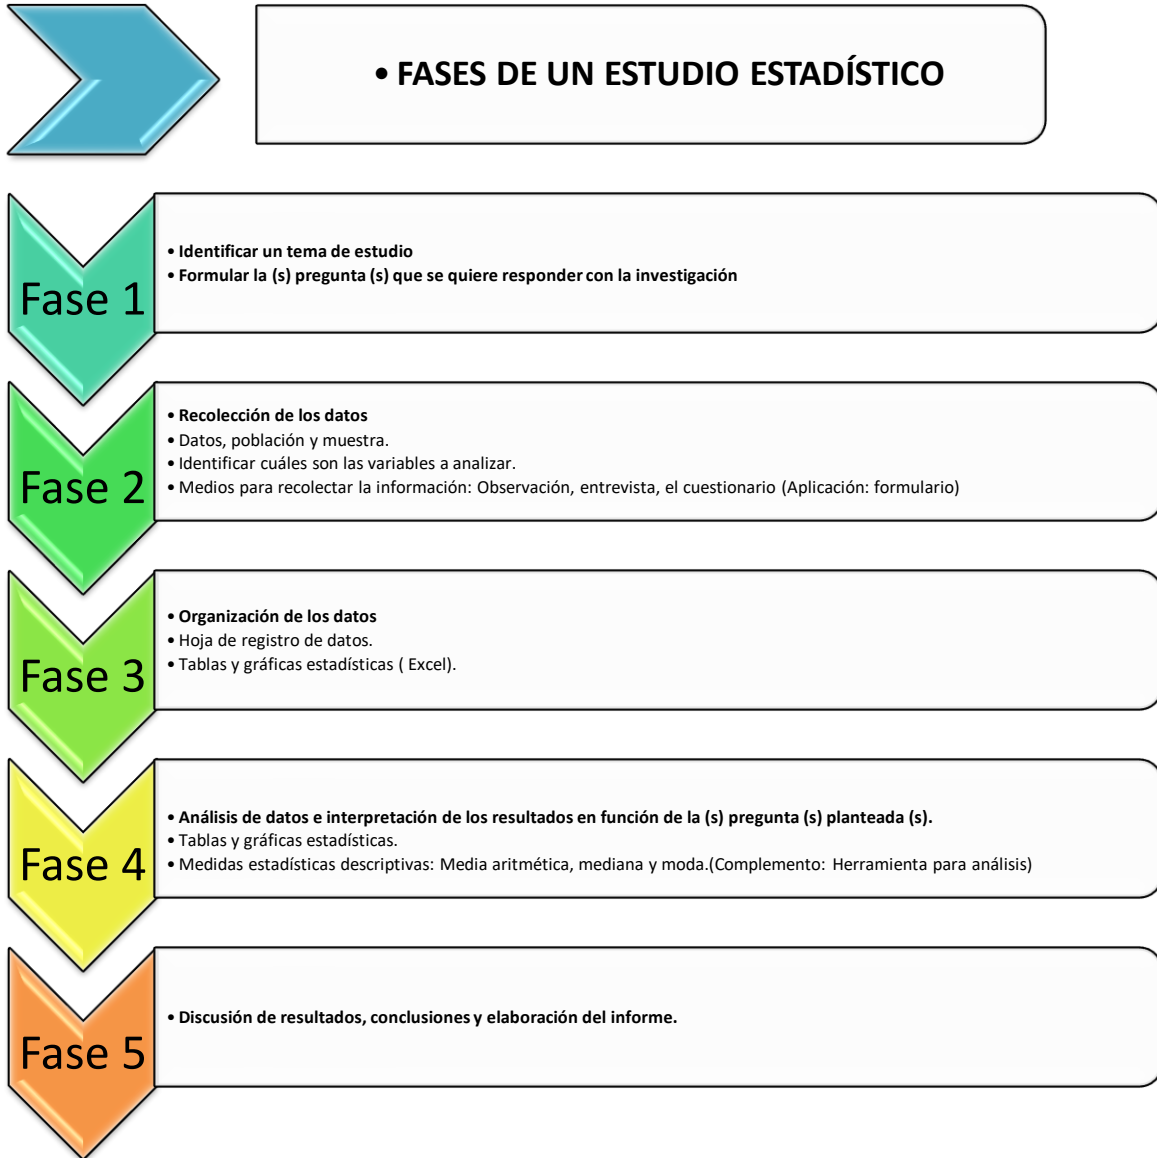 • FASES DE UN ESTUDIO ESTADÍSTICO
Fase 1
• Identificar un tema de estudio
• Formular la (s) pregunta (s) que se quiere responder con la investigación
Fase 2
• Recolección de los datos
• Datos, población y muestra.
• Identificar cuáles son las variables a analizar.
• Medios para recolectar la información: Observación, entrevista, el cuestionario (Aplicación: formulario)
Fase 3
• Organización de los datos
• Hoja de registro de datos.
• Tablas y gráficas estadísticas ( Excel).
Fase 4
• Análisis de datos e interpretación de los resultados en función de la (s) pregunta (s) planteada (s).
• Tablas y gráficas estadísticas.
• Medidas estadísticas descriptivas: Media aritmética, mediana y moda.(Complemento: Herramienta para análisis)
Fase 5
• Discusión de resultados, conclusiones y elaboración del informe.